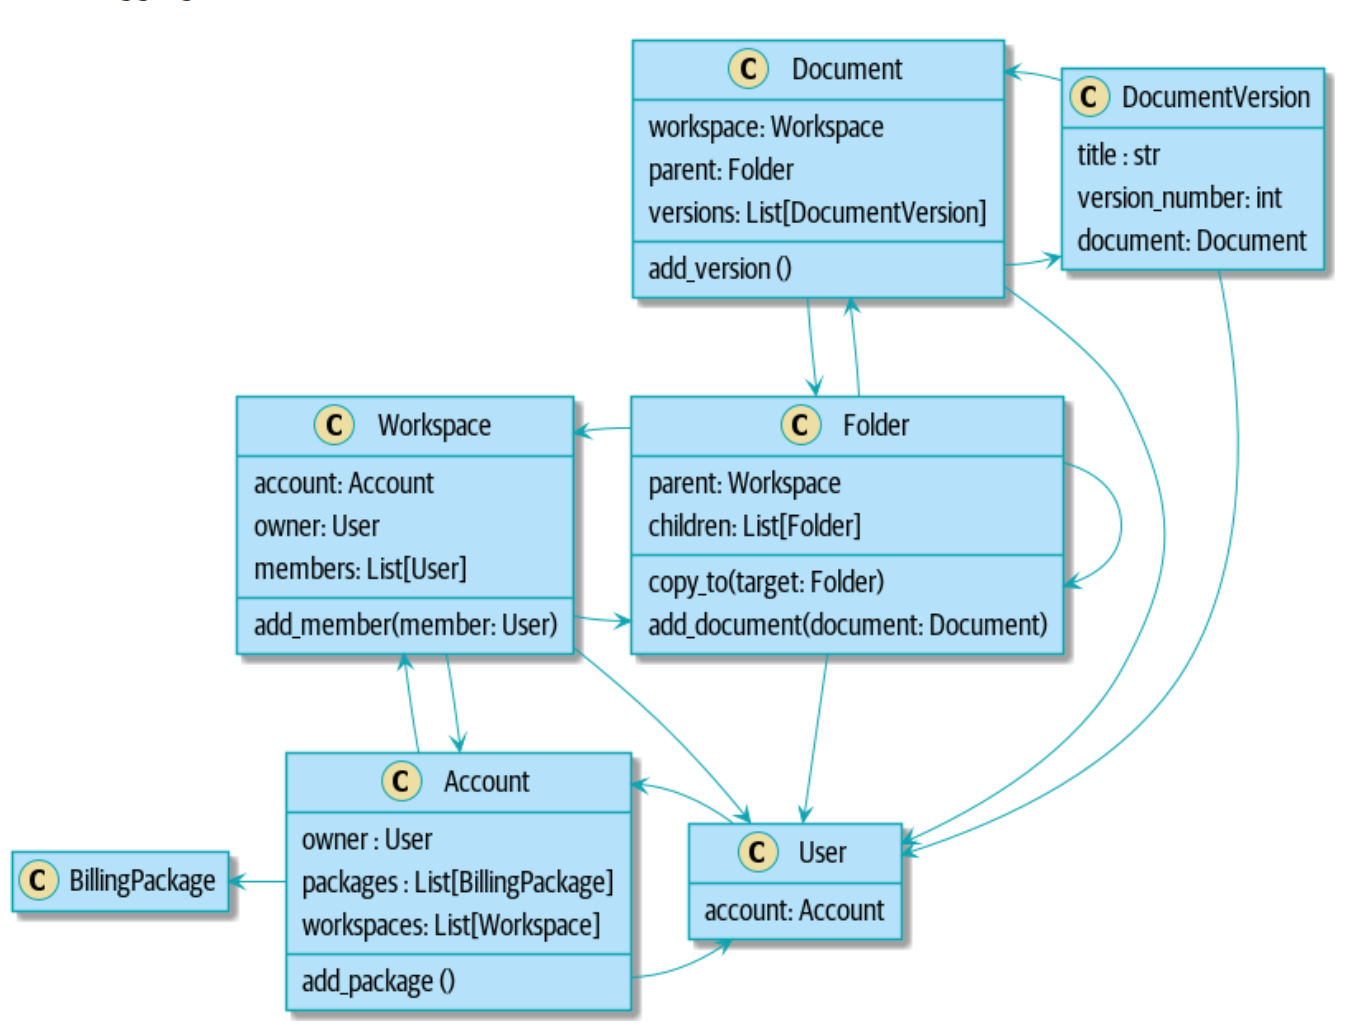 C Document
workspace: Workspace
parent: Folder
versions: List[DocumentVersion]
add_version ()
C DocumentVersion
title : str
version_number: int
document: Document
C Workspace
account: Account
owner: User
members: List[User]
add_member(member: User)
C Folder
parent: Workspace
children: List[Folder]
copy_to(target: Folder)
add_document(document: Document)
C Account
owner : User
packages : List[BillingPackage]
workspaces: List[Workspace]
add_package ()
C BillingPackage
C User
account: Account